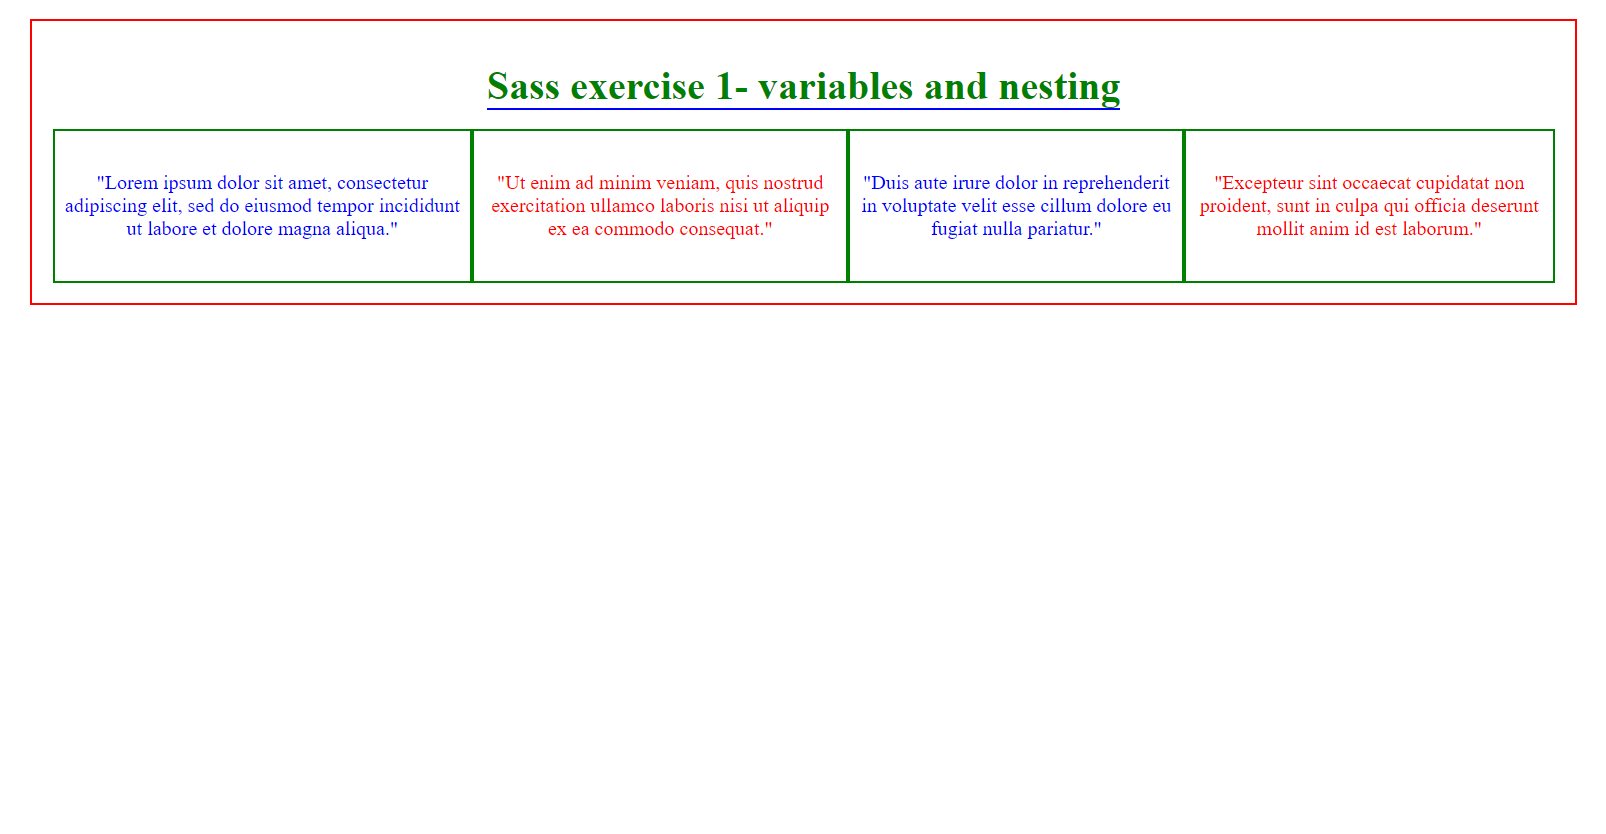 Sass exercise 1- variables and nesting
"Lorem ipsum dolor sit amet, consectetur
adipiscing elit, sed do eiusmod tempor incididunt
ut labore et dolore magna aliqua."
"Ut enim ad minim veniam, quis nostrud
exercitation ullamco laboris nisi ut aliquip
ex ea commodo consequat."
"Duis aute irure dolor in reprehenderit
in voluptate velit esse cillum dolore eu
fugiat nulla pariatur."
"Excepteur sint occaecat cupidatat non
proident, sunt in culpa qui officia deserunt
mollit anim id est laborum."